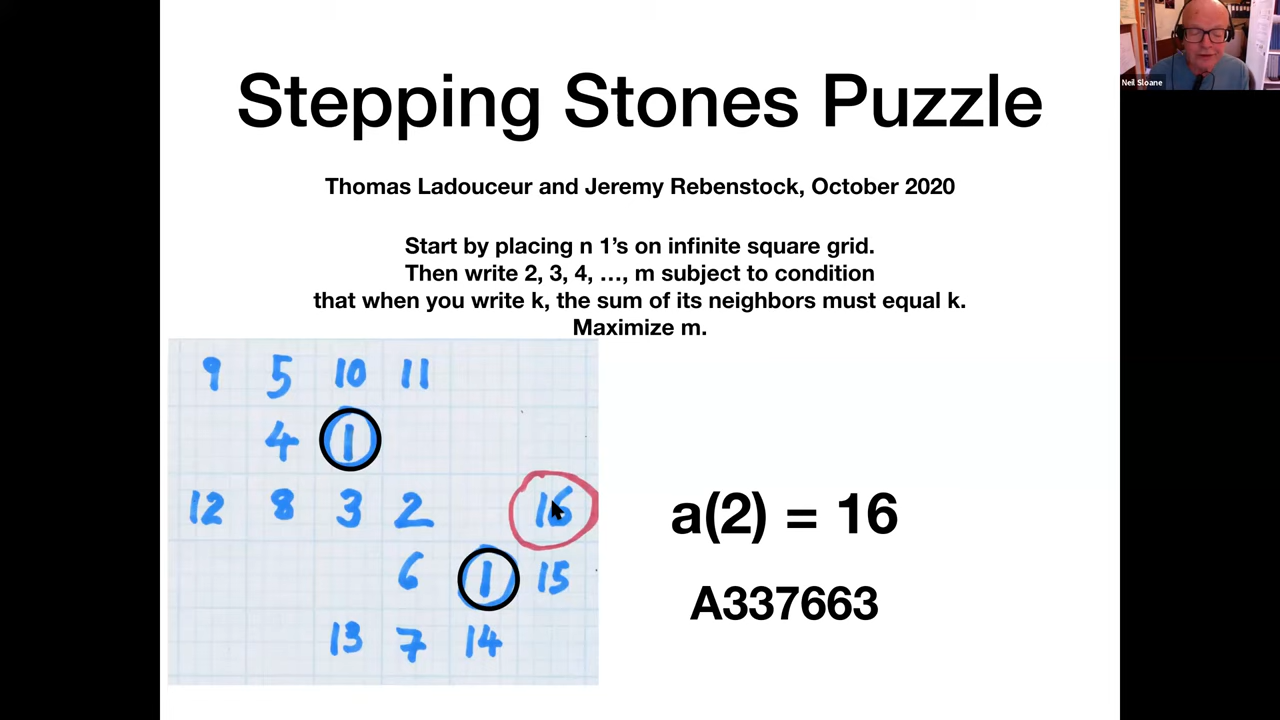 Neil Sloane
Stepping Stones Puzzle
Thomas Ladouceur and Jeremy Rebenstock, October 2020
Start by placing n 1’s on infinite square grid.
Then write 2, 3, 4, …, m subject to condition
that when you write k, the sum of its neighbors must equal k.
Maximize m.
9 5 10 11
4 1
12 8 3 2 16
6 1 15
13 7 14
a(2) = 16
A337663